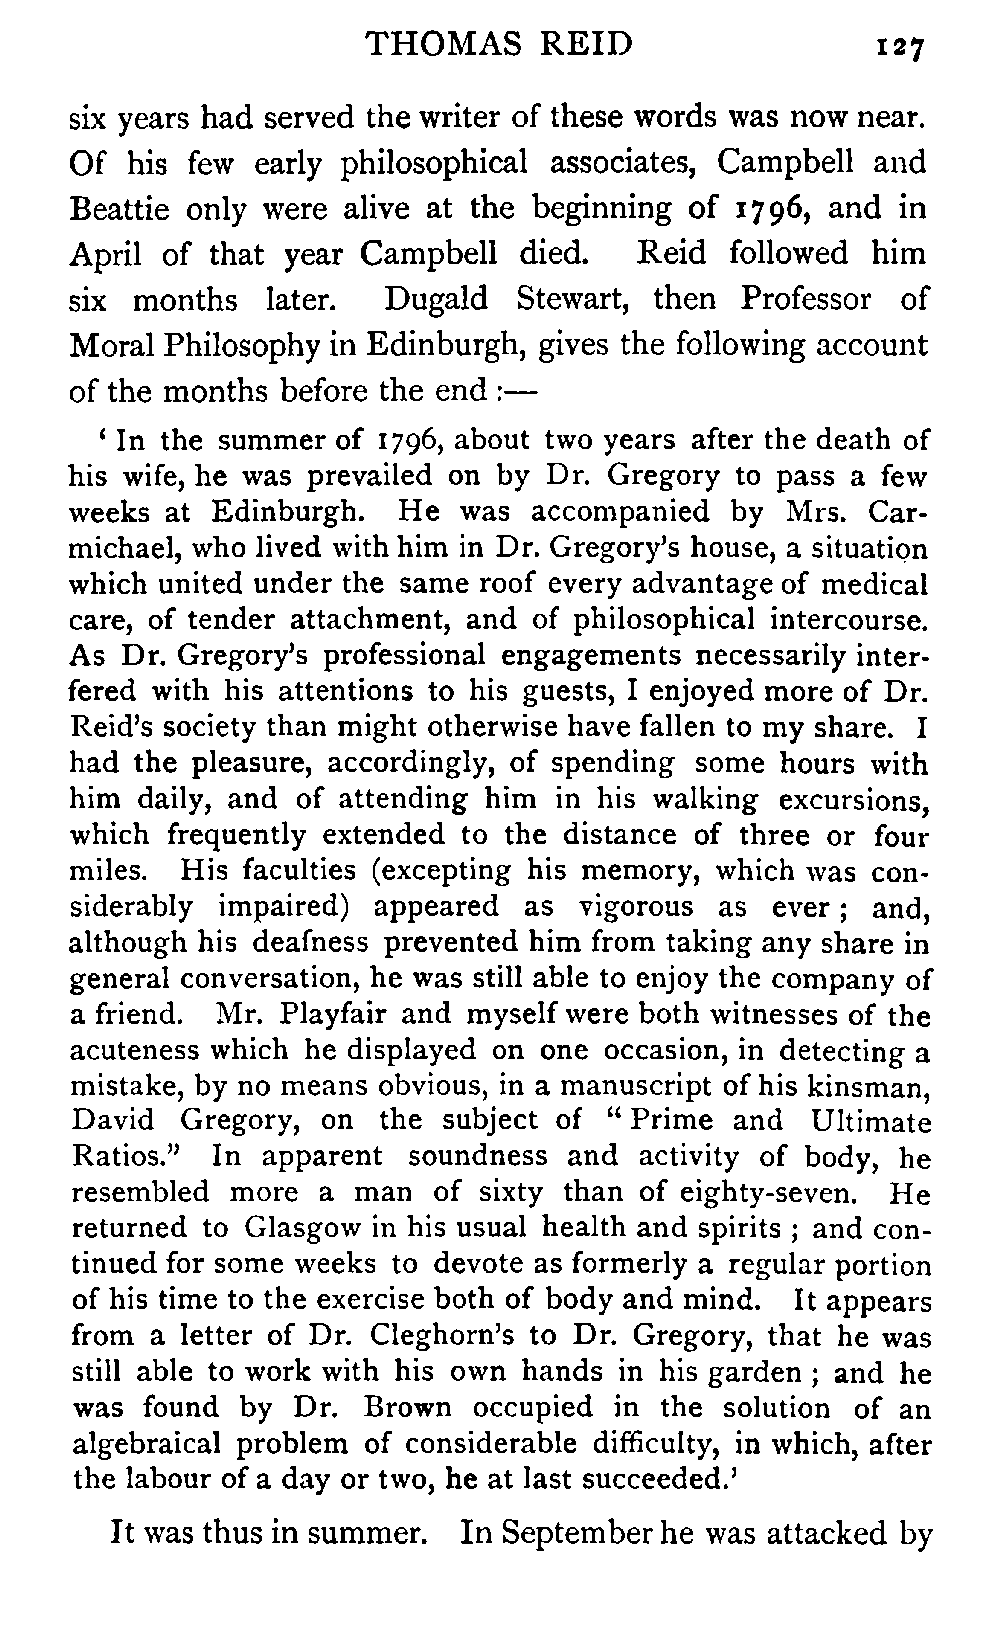 THOMAS REID 127
six years had served the writer of these words was now near.
Of his few early philosophical associates, Campbell and
Beattie only were alive at the beginning of 1796, and in
April of that year Campbell died. Reid followed him
six months later. Dugald Stewart, then Professor of
Moral Philosophy in Edinburgh, gives the following account
of the months before the end :—
‘ In the summer of 1796, about two years after the death of
his wife, he was prevailed on by Dr. Gregory to pass a few
weeks at Edinburgh. He was accompanied by Mrs. Car-
michael, who lived with him in Dr. Gregory’s house, a situation
which united under the same roof every advantage of medical
care, of tender attachment, and of philosophical intercourse.
As Dr. Gregory’s professional engagements necessarily inter-
fered with his attentions to his guests, I enjoyed more of Dr.
Reid’s society than might otherwise have fallen to my share. I
had the pleasure, accordingly, of spending some hours with
him daily, and of attending him in his walking excursions,
which frequently extended to the distance of three or four
miles. His faculties (excepting his memory, which was con-
siderably impaired) appeared as vigorous as ever ; and,
although his deafness prevented him from taking any share in
general conversation, he was still able to enjoy the company of
a friend. Mr. Playfair and myself were both witnesses of the
acuteness which he displayed on one occasion, in detecting a
mistake, by no means obvious, in a manuscript of his kinsman,
David Gregory, on the subject of “ Prime and Ultimate
Ratios.” In apparent soundness and activity of body, he
resembled more a man of sixty than of eighty-seven. He
returned to Glasgow in his usual health and spirits ; and con-
tinued for some weeks to devote as formerly a regular portion
of his time to the exercise both of body and mind. It appears
from a letter of Dr. Cleghorn’s to Dr. Gregory, that he was
still able to work with his own hands in his garden ; and he
was found by Dr. Brown occupied in the solution of an
algebraical problem of considerable difficulty, in which, after
the labour of a day or two, he at last succeeded.’
It was thus in summer. In September he was attacked by